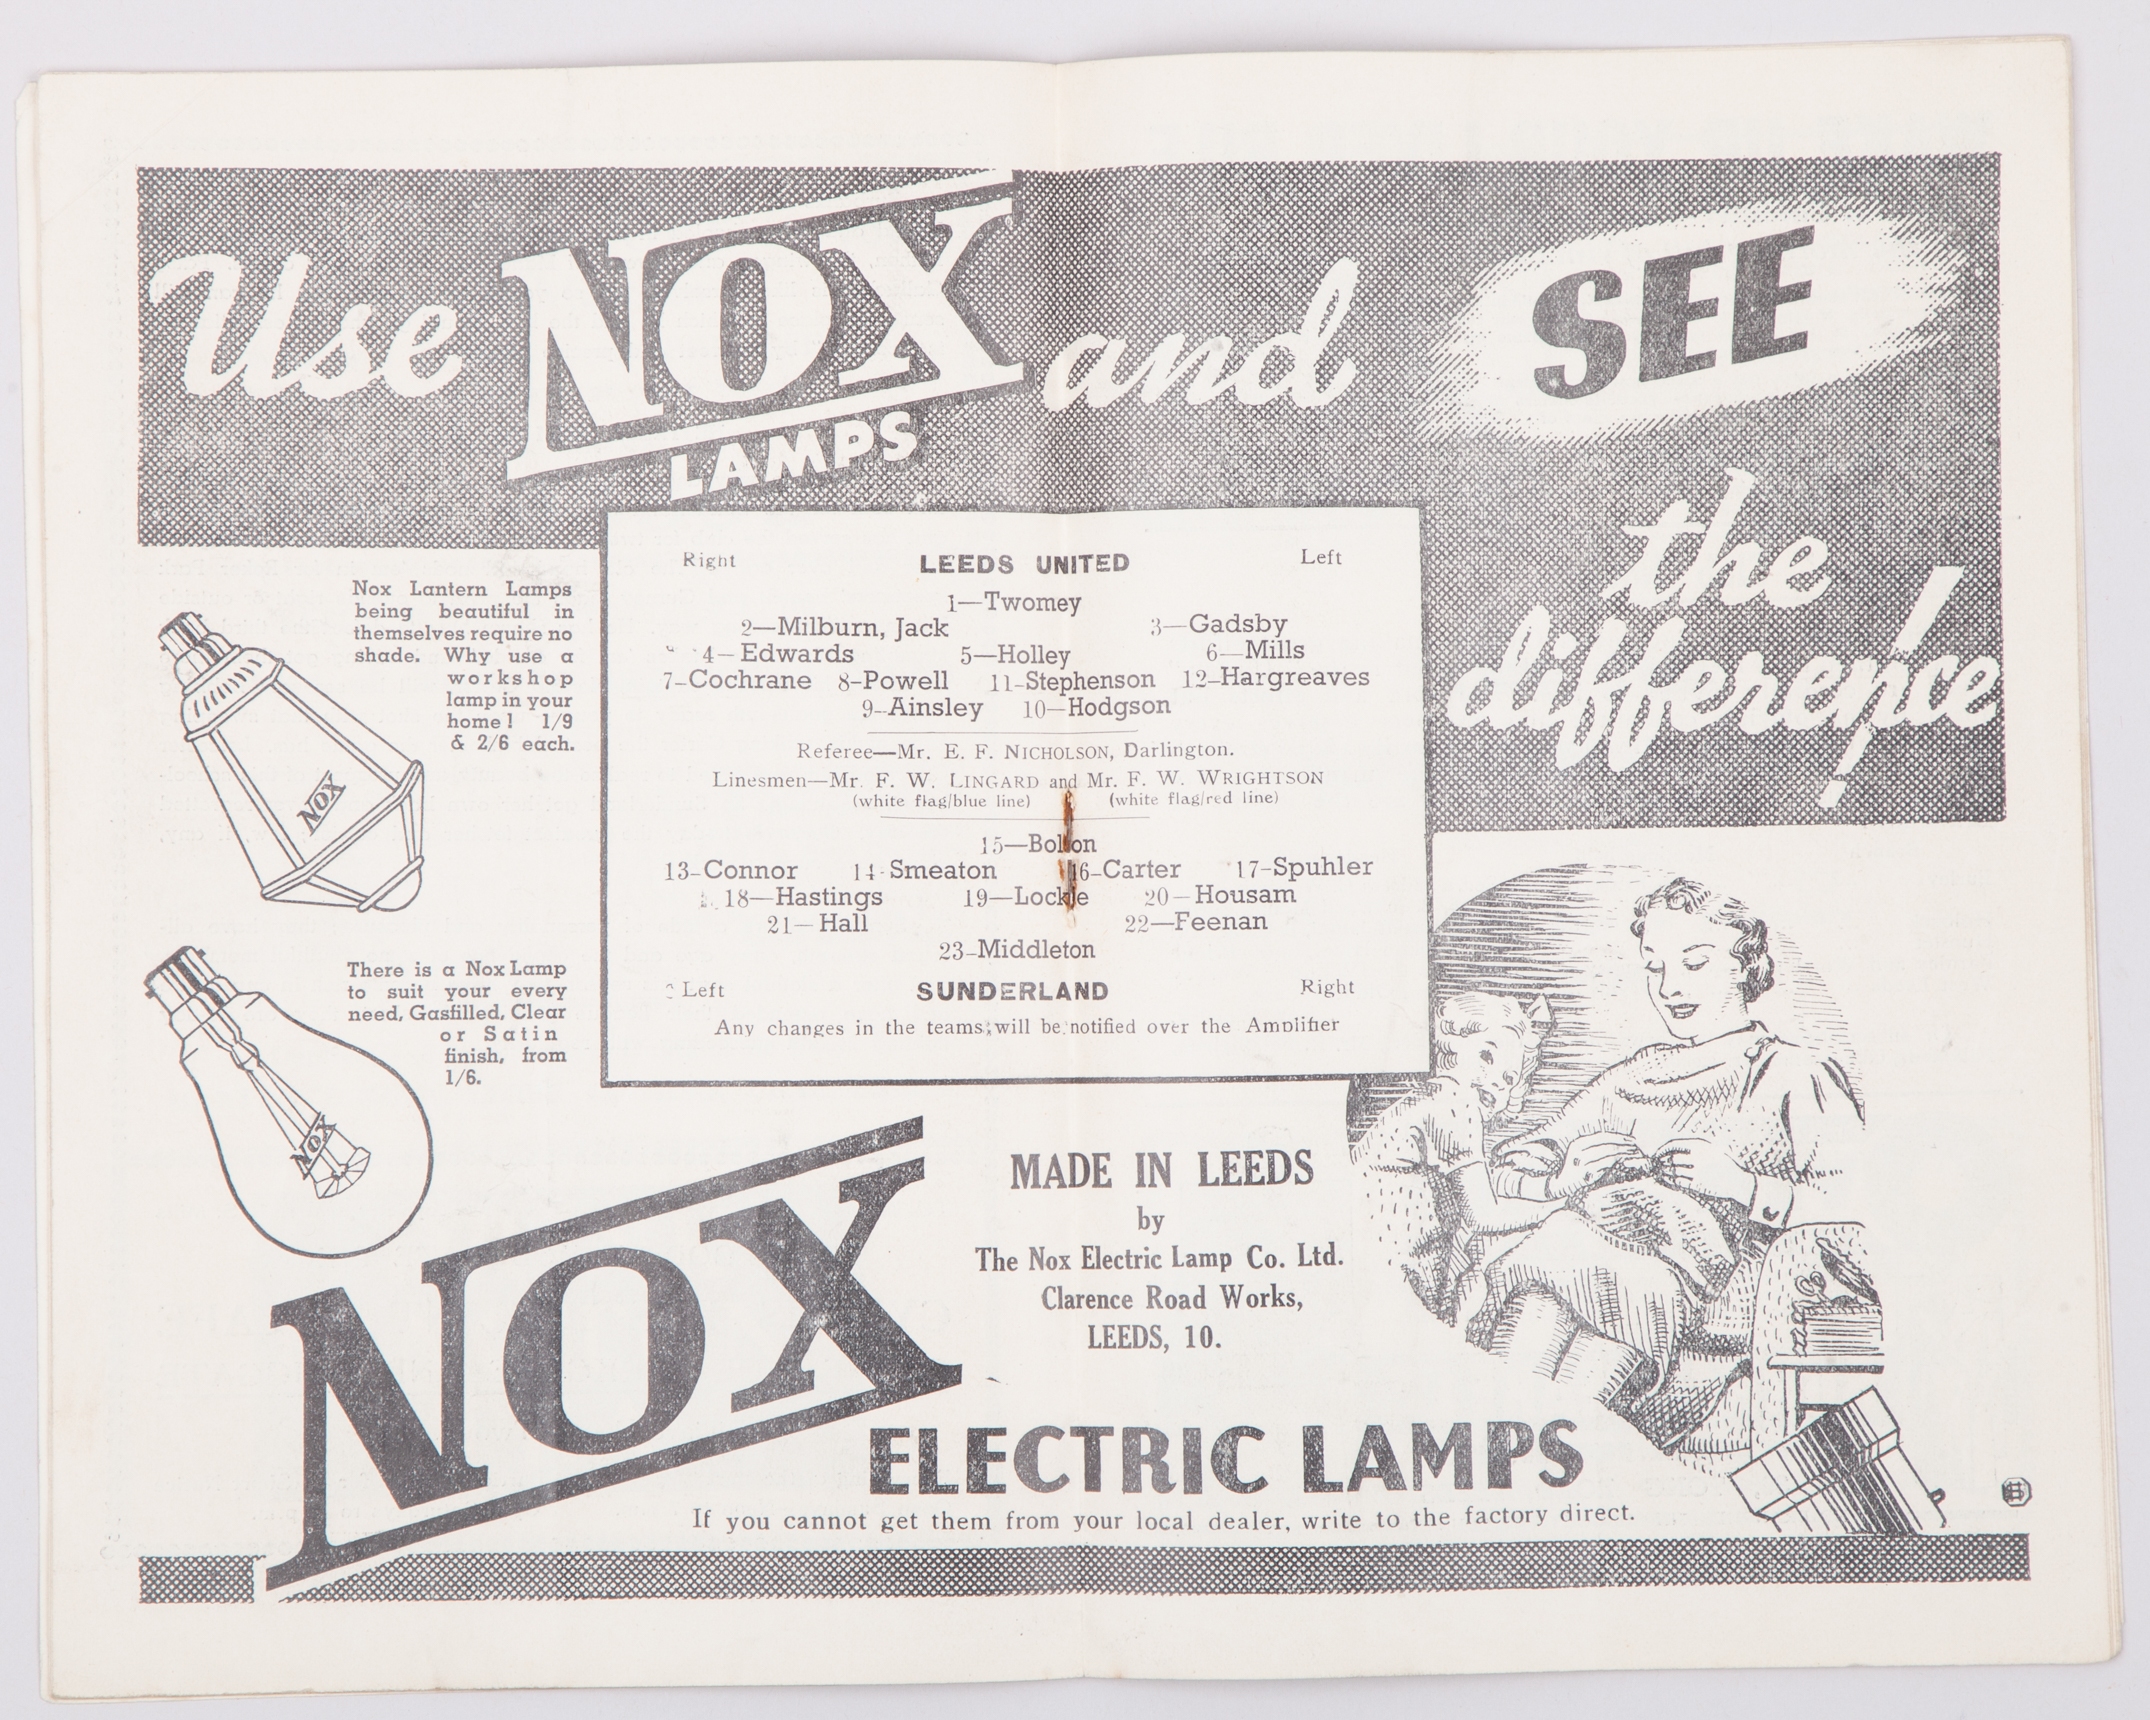 Use NOX and SEE
LAMPS
the
difference!
Nox Lantern Lamps
being beautiful in
themselves require no
shade. Why use a
workshop
lamp in your
home! 1/9
& 2/6 each.
NOX
There is a Nox Lamp
to suit your every
need, Gasfilled, Clear
or Satin
finish, from
1/6.
NOX
Right LEEDS UNITED Left
1—Twomey
2—Milburn, Jack 3—Gadsby
4—Edwards 5—Holley 6—Mills
7-Cochrane 8-Powell 11-Stephenson 12-Hargreaves
9-Ainsley 10—Hodgson
Referee—Mr. E. F. NICHOLSON, Darlington.
Linesmen—Mr. F. W. LINGARD and Mr. F. W. WRIGHTSON
(white flag/blue line) (white flag/red line)
15—Bolton
13-Connor 14-Smeaton 16-Carter 17-Spuhler
18—Hastings 19—Lockie 20—Housam
21—Hall 22—Feenan
23-Middleton
Left SUNDERLAND Right
Any changes in the teams will be notified over the Amplifier
MADE IN LEEDS
by
The Nox Electric Lamp Co. Ltd.
Clarence Road Works,
LEEDS, 10.
NOX
ELECTRIC LAMPS
If you cannot get them from your local dealer, write to the factory direct.